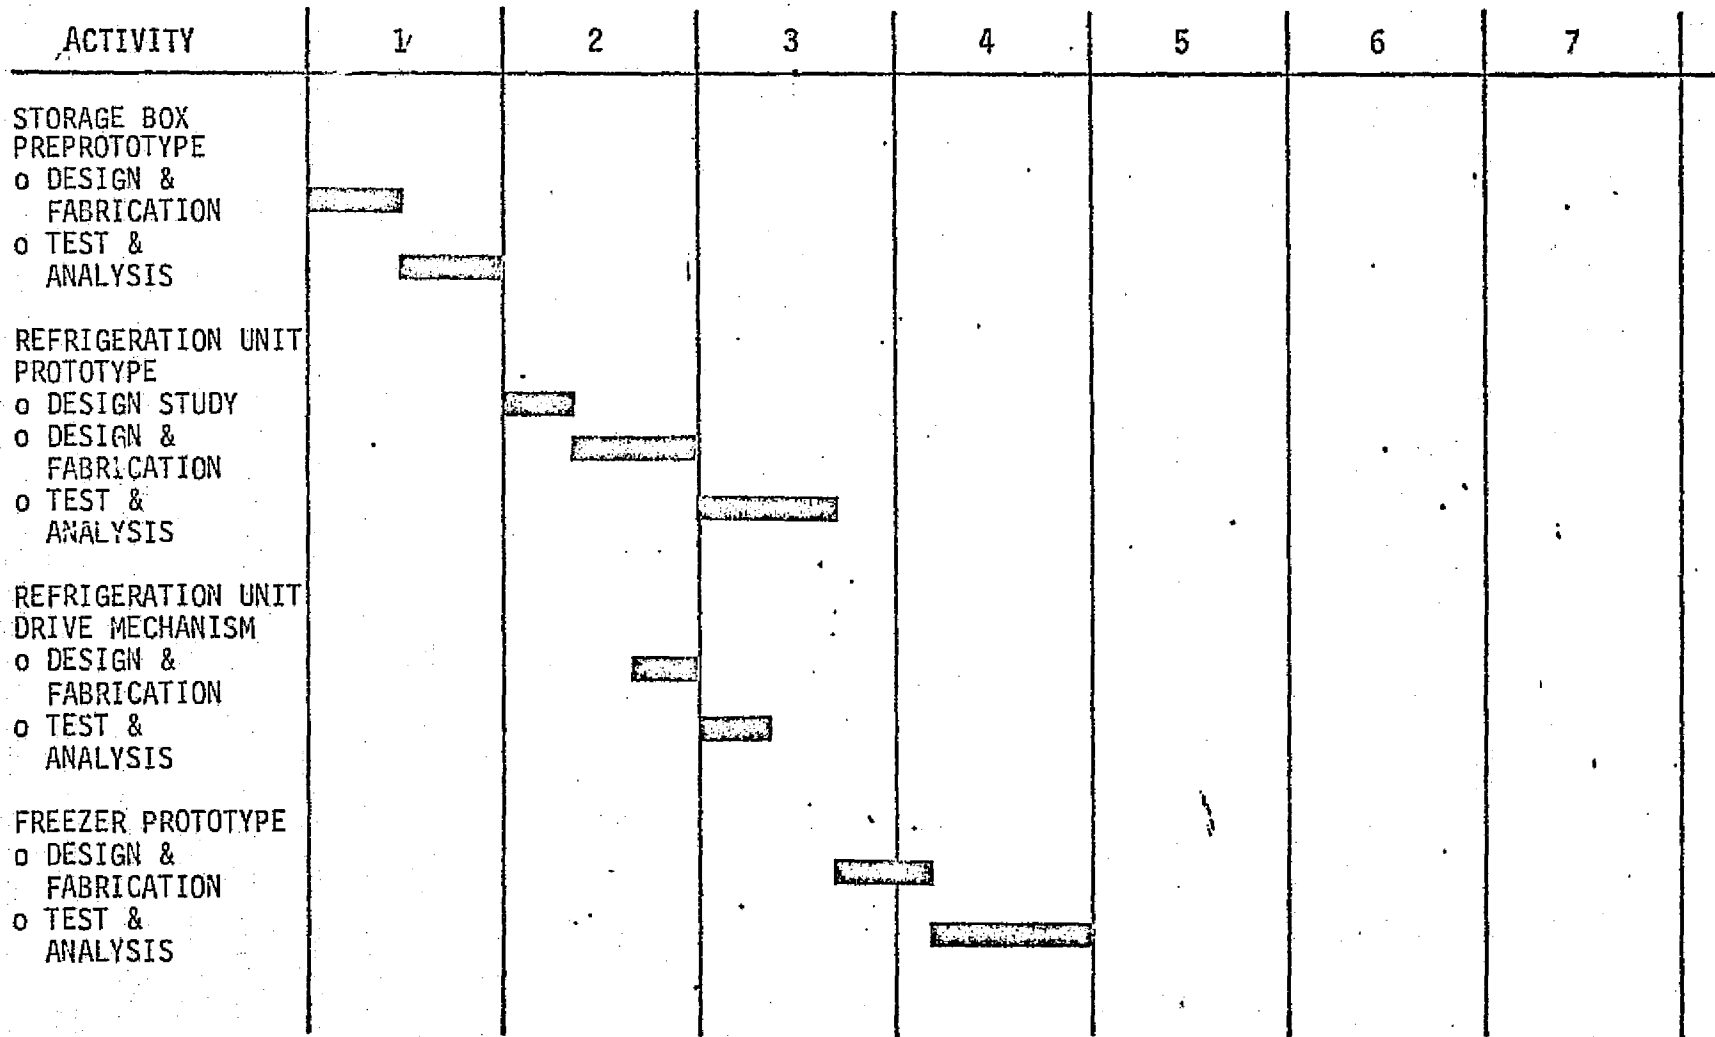 ACTIVITY 1 2 3 4 5 6 7
STORAGE BOX
PREPROTOTYPE
o DESIGN &
FABRICATION
o TEST &
ANALYSIS
REFRIGERATION UNIT
PROTOTYPE
o DESIGN STUDY
o DESIGN &
FABRICATION
o TEST &
ANALYSIS
REFRIGERATION UNIT
DRIVE MECHANISM
o DESIGN &
FABRICATION
o TEST &
ANALYSIS
FREEZER PROTOTYPE
o DESIGN &
FABRICATION
o TEST &
ANALYSIS